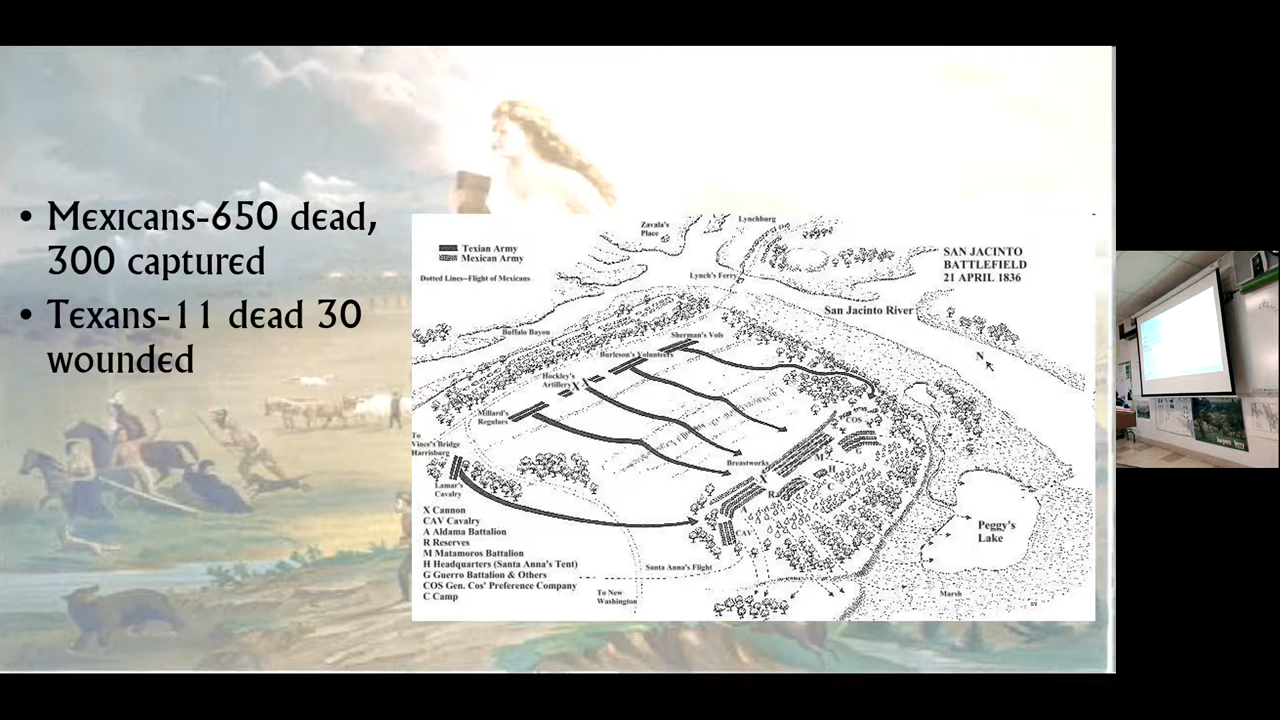 • Mexicans-650 dead,
300 captured
• Texans-11 dead 30
wounded
Zavala's
Place
Lynchburg
Texian Army
Mexican Army
Dotted Lines--Flight of Mexicans
Lynch's Ferry
SAN JACINTO
BATTLEFIELD
21 APRIL 1836
San Jacinto River
Buffalo Bayou
Sherman's Vols
Burleson's Volunteers
N
Hockley's
Artillery
X
Millard's
Regulars
To
Vince's Bridge
Harrisburg
Lamar's
Cavalry
COS
G
Breastworks
M
H
X
R
C
A
CAV
Peggy's
Lake
X Cannon
CAV Cavalry
A Aldama Battalion
R Reserves
M Matamoros Battalion
H Headquarters (Santa Anna's Tent)
G Guerro Battalion & Others
COS Gen. Cos' Preference Company
C Camp
Santa Anna's Flight
To New
Washington
Marsh
harpers ferry